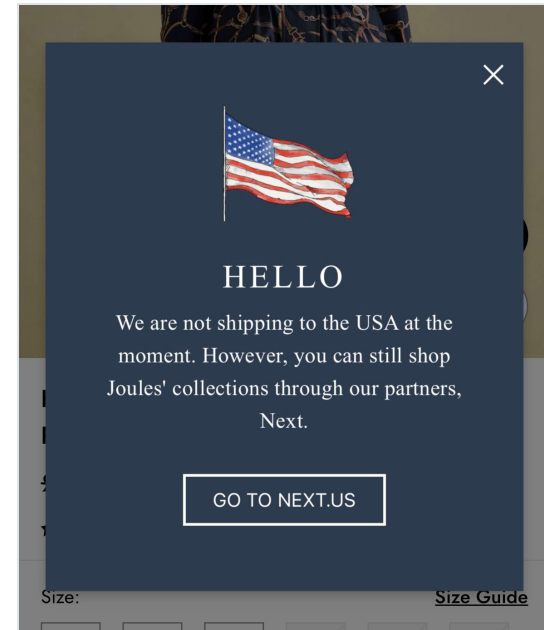 HELLO
We are not shipping to the USA at the
moment. However, you can still shop
Joules' collections through our partners,
Next.
GO TO NEXT.US
Size:
Size Guide